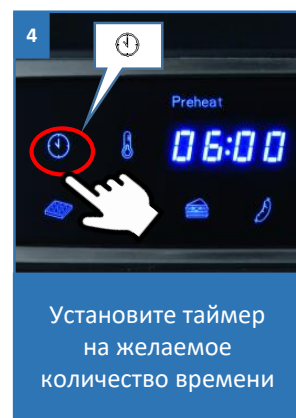 4
Preheat
06:00
Установите таймер
на желаемое
количество времени